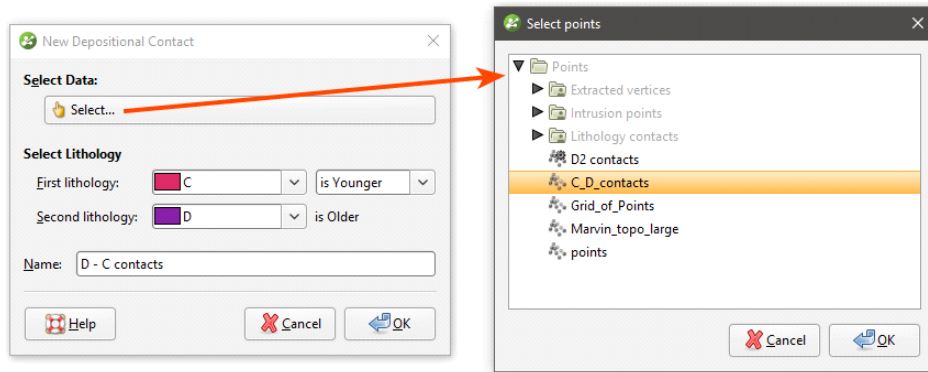 New Depositional Contact
Select Data:
Select...
Select Lithology
First lithology: C is Younger
Second lithology: D is Older
Name: D - C contacts
Help Cancel OK
Select points
Points
Extracted vertices
Intrusion points
Lithology contacts
D2 contacts
C_D_contacts
Grid_of_Points
Marvin_topo_large
points
Cancel OK